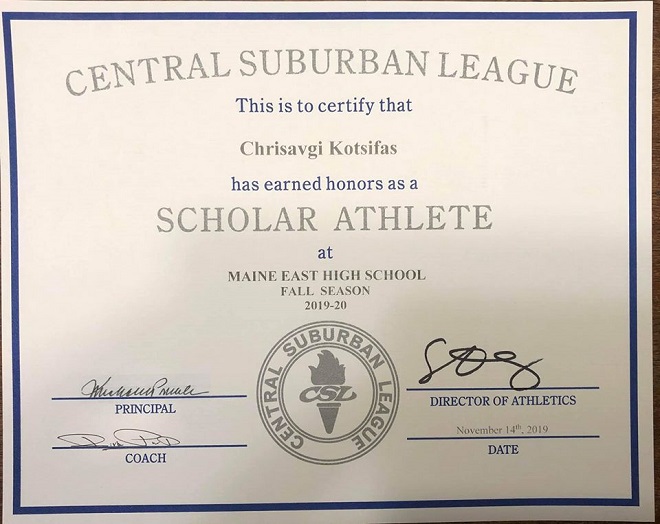 CENTRAL SUBURBAN LEAGUE
This is to certify that
Chrisavgi Kotsifas
has earned honors as a
SCHOLAR ATHLETE
at
MAINE EAST HIGH SCHOOL
FALL SEASON
2019-20
CENTRAL SUBURBAN LEAGUE
CSL
PRINCIPAL
COACH
DIRECTOR OF ATHLETICS
November 14th, 2019
DATE